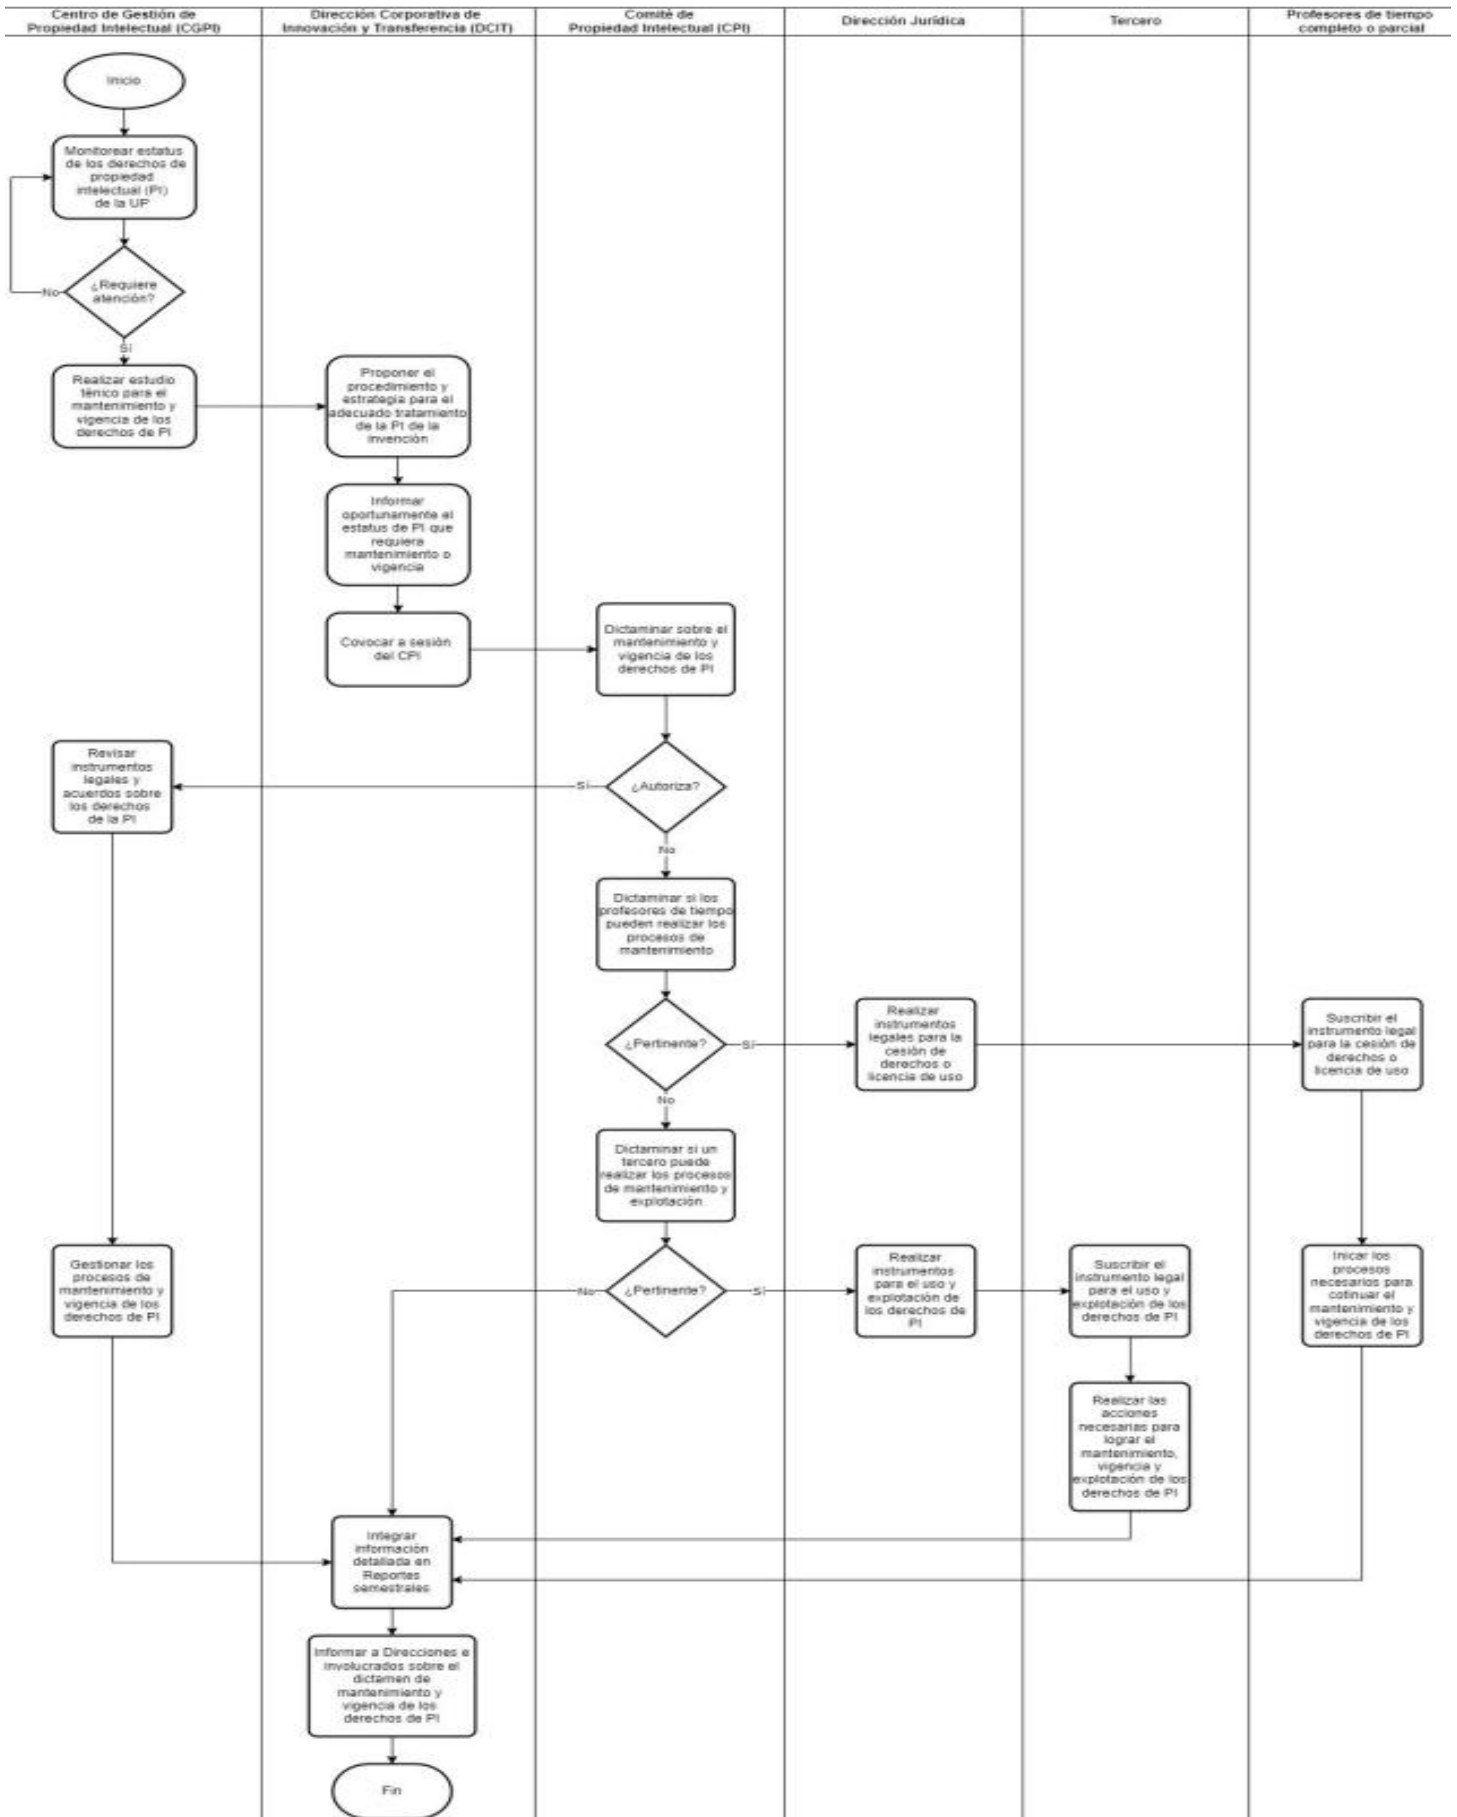 Centro de Gestión de
Propiedad Intelectual (CGPI)
Dirección Corporativa de
Innovación y Transferencia (DCIT)
Comité de
Propiedad Intelectual (CPI)
Dirección Jurídica
Tercero
Profesores de tiempo
completo o parcial
Inicio
Monitorear estatus
de los derechos de
propiedad
intelectual (PI)
de la UP
¿Requiere
atención?
No
Sí
Realizar estudio
ténico para el
mantenimiento y
vigencia de los
derechos de PI
Proponer el
procedimiento y
estrategia para el
adecuado tratamiento
de la PI de la
invención
Informar
oportunamente el
estatus de PI que
requiera
mantenimiento o
vigencia
Covocar a sesión
del CPI
Dictaminar sobre el
mantenimiento y
vigencia de los
derechos de PI
¿Autoriza?
Sí
No
Revisar
instrumentos
legales y
acuerdos sobre
los derechos
de la PI
Dictaminar si los
profesores de tiempo
pueden realizar los
procesos de
mantenimiento
¿Pertinente?
Sí
No
Realizar
instrumentos
legales para la
cesión de
derechos o
licencia de uso
Suscribir el
instrumento legal
para la cesión de
derechos o
licencia de uso
Dictaminar si un
tercero puede
realizar los procesos
de mantenimiento y
explotación
¿Pertinente?
No
Sí
Gestionar los
procesos de
mantenimiento y
vigencia de los
derechos de PI
Realizar
instrumentos
para el uso y
explotación de
los derechos de
PI
Suscribir el
instrumento legal
para el uso y
explotación de los
derechos de PI
Inicar los
procesos
necesarios para
cotinuar el
mantenimiento y
vigencia de los
derechos de PI
Realizar las
acciones
necesarias para
lograr el
mantenimiento,
vigencia y
explotación de los
derechos de PI
Integrar
información
detallada en
Reportes
semestrales
Informar a Direcciones e
involucrados sobre el
dictamen de
mantenimiento y
vigencia de los
derechos de PI
Fin